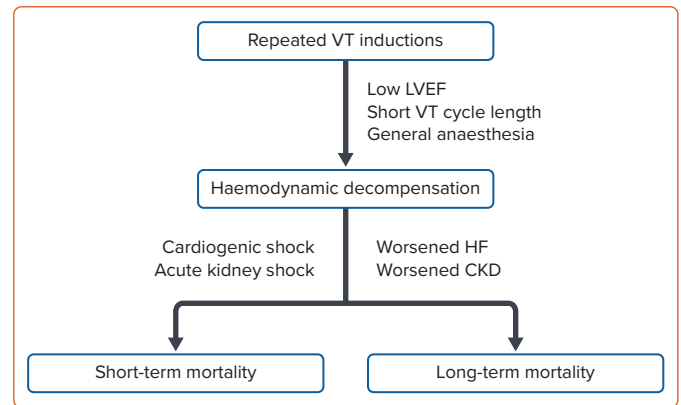 Repeated VT inductions
Low LVEF
Short VT cycle length
General anaesthesia
Haemodynamic decompensation
Cardiogenic shock
Acute kidney shock
Worsened HF
Worsened CKD
Short-term mortality
Long-term mortality